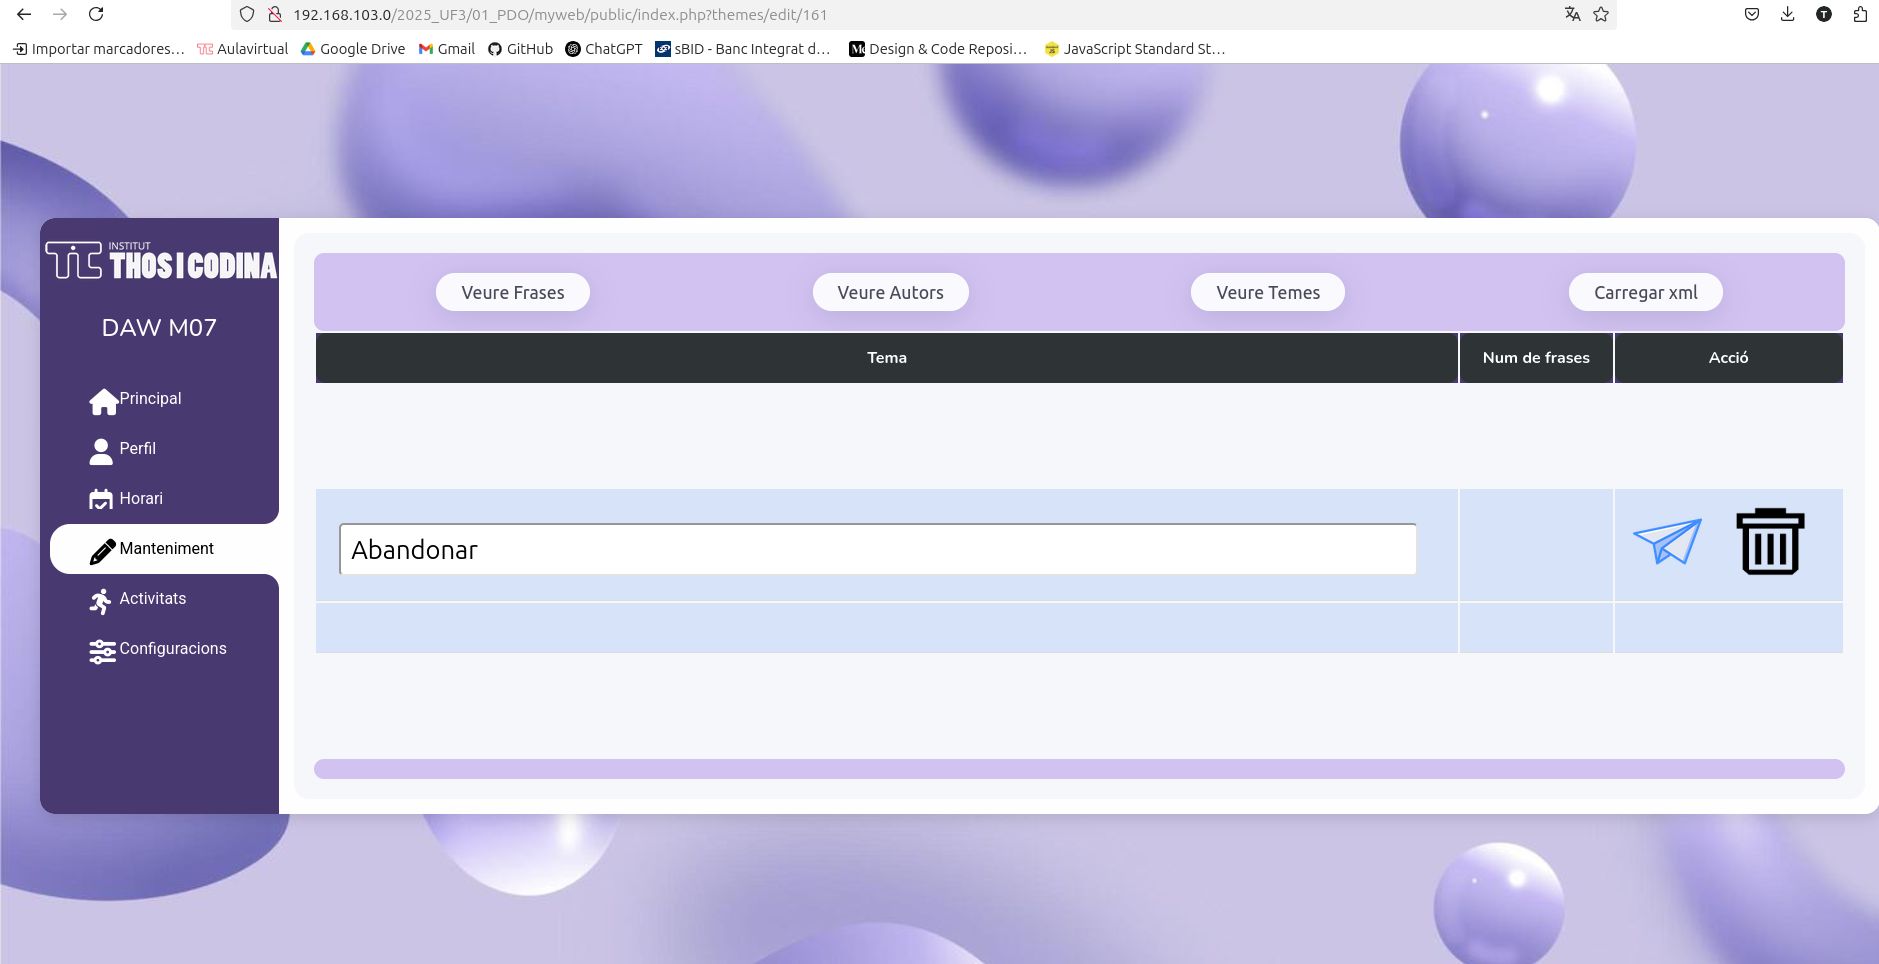 192.168.103.0/2025_UF3/01_PDO/myweb/public/index.php?themes/edit/161
T
Importar marcadores… Aulavirtual Google Drive Gmail GitHub ChatGPT sBID - Banc Integrat d… Design & Code Reposi… JavaScript Standard St…
INSTITUT
THOS I CODINA
DAW M07
Principal
Perfil
Horari
Manteniment
Activitats
Configuracions
Veure Frases Veure Autors Veure Temes Carregar xml
Tema Num de frases Acció
Abandonar